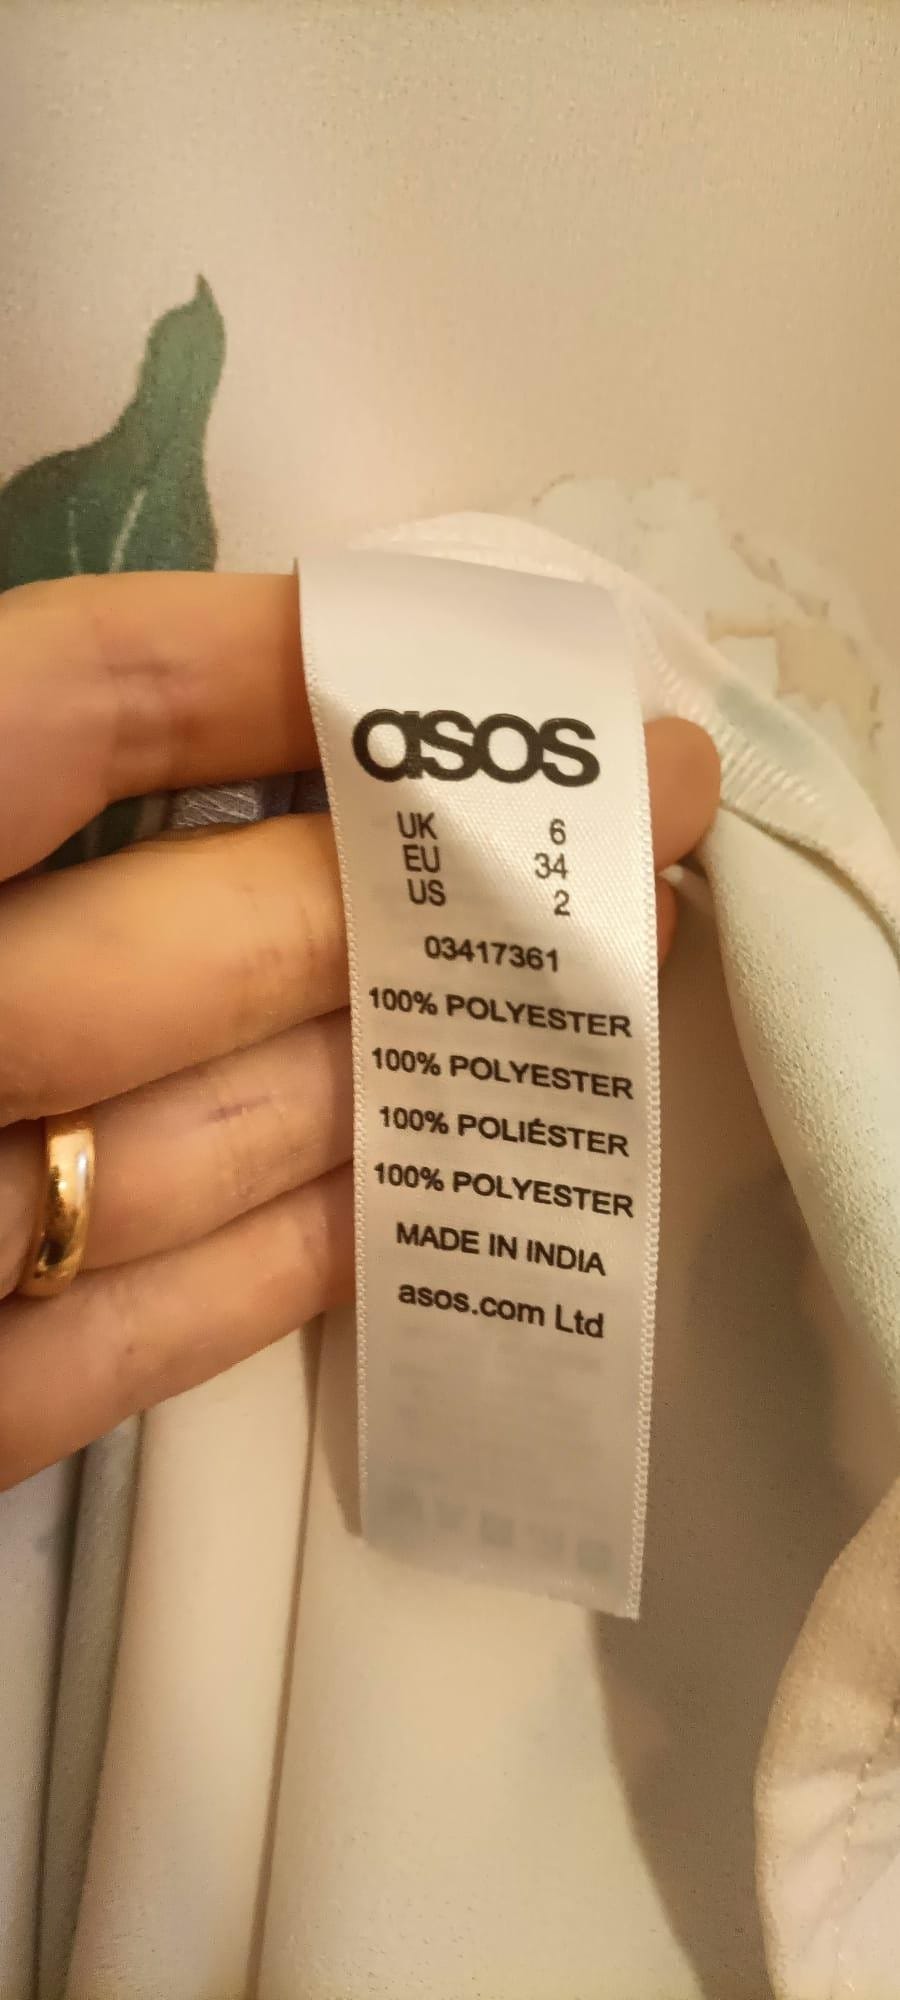 asos
UK 6
EU 34
US 2
03417361
100% POLYESTER
100% POLYESTER
100% POLIÉSTER
100% POLYESTER
MADE IN INDIA
asos.com Ltd